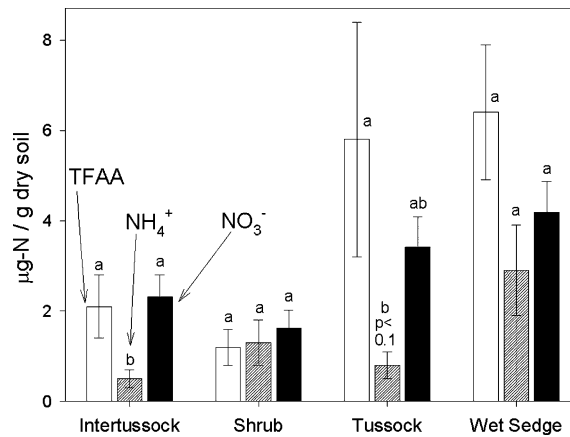 µg-N / g dry soil
8
6
4
2
0
TFAA
NH₄⁺
NO₃⁻
a
b
a
a
a
a
a
b
p<
0.1
ab
a
a
a
Intertussock
Shrub
Tussock
Wet Sedge